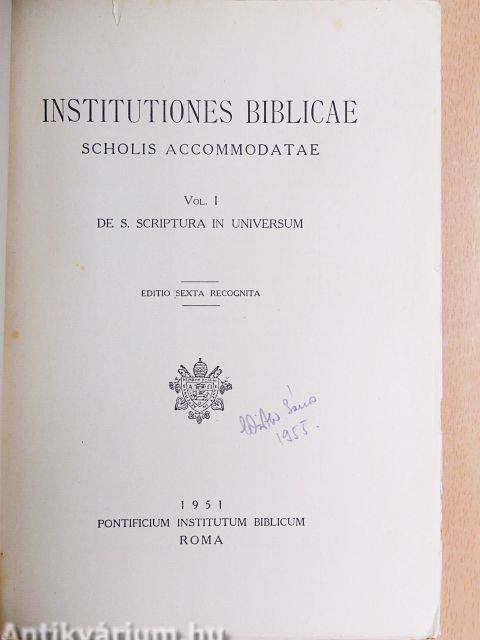 INSTITUTIONES BIBLICAE
SCHOLIS ACCOMMODATAE
VOL. I
DE S. SCRIPTURA IN UNIVERSUM
EDITIO SEXTA RECOGNITA
1955.
1951
PONTIFICIUM INSTITUTUM BIBLICUM
ROMA
Antikvárium.hu